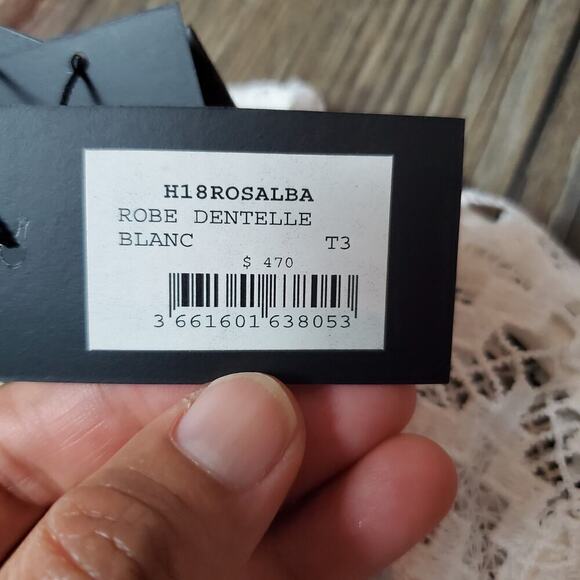 H18ROSALBA
ROBE DENTELLE
BLANC T3
$ 470
3 661601 638053